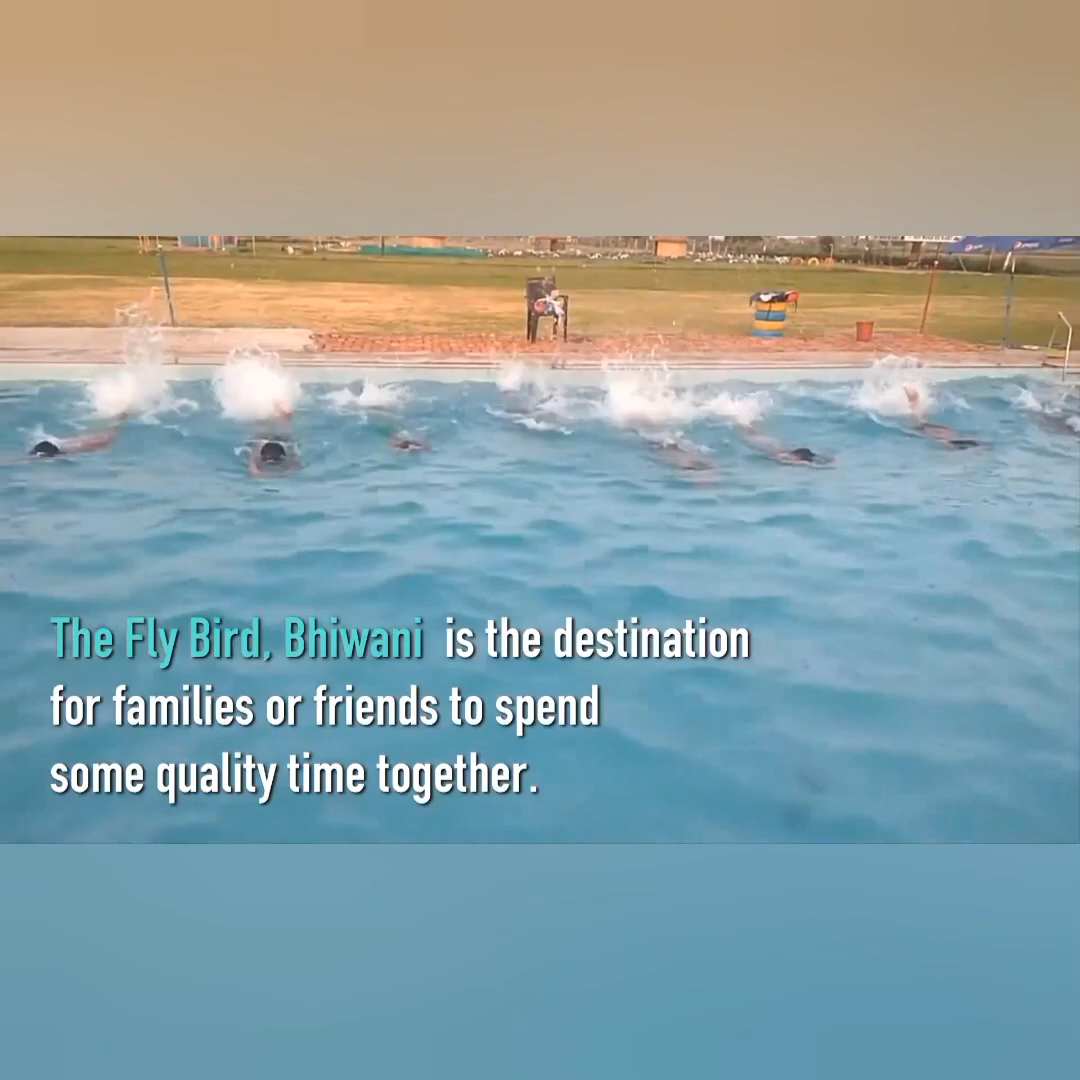 The Fly Bird, Bhiwani is the destination
for families or friends to spend
some quality time together.